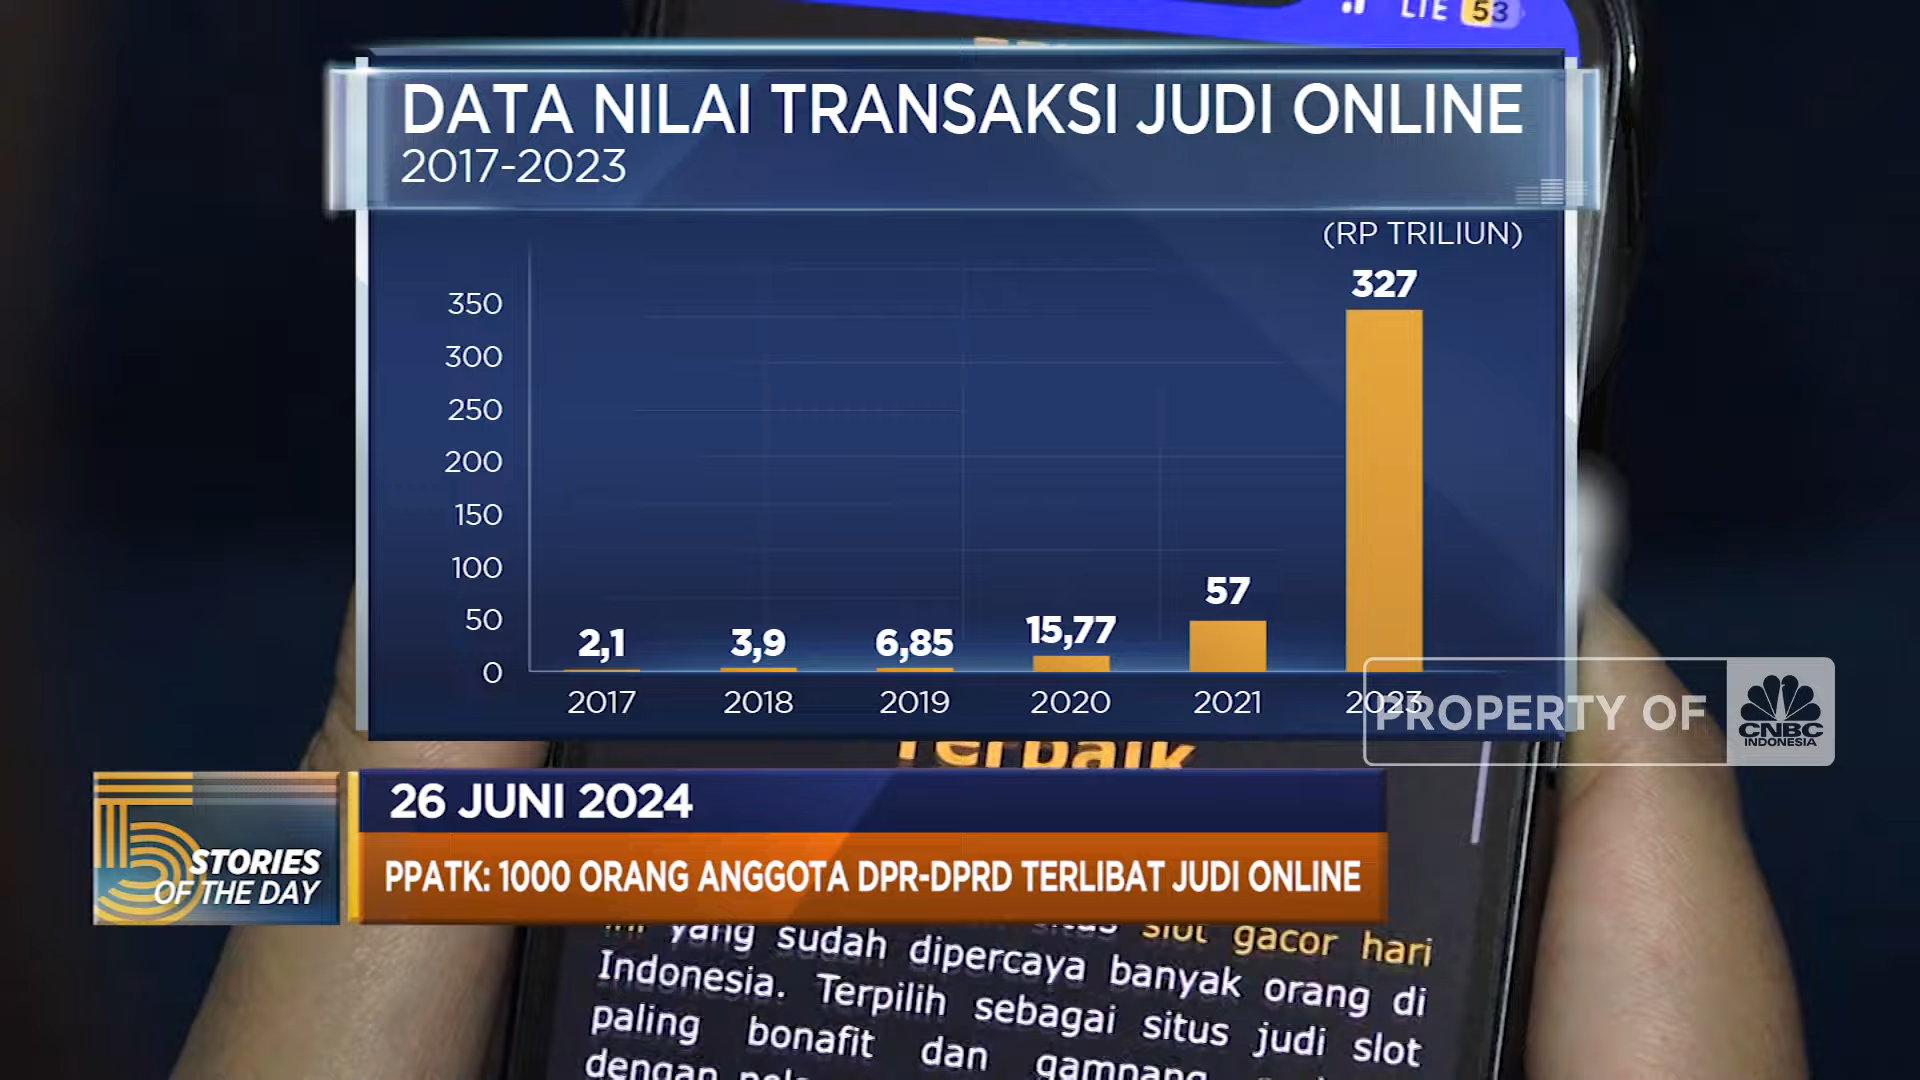 LTE 53
DATA NILAI TRANSAKSI JUDI ONLINE
2017-2023
(RP TRILIUN)
350
300
250
200
150
100
50
0
2,1
3,9
6,85
15,77
57
327
2017
2018
2019
2020
2021
2023
PROPERTY OF
CNBC
INDONESIA
Terbaik
26 JUNI 2024
5
STORIES
OF THE DAY
PPATK: 1000 ORANG ANGGOTA DPR-DPRD TERLIBAT JUDI ONLINE
slot gacor hari
yang sudah dipercaya banyak orang di
Indonesia. Terpilih sebagai situs judi slot
paling bonafit dan gampang
dengan